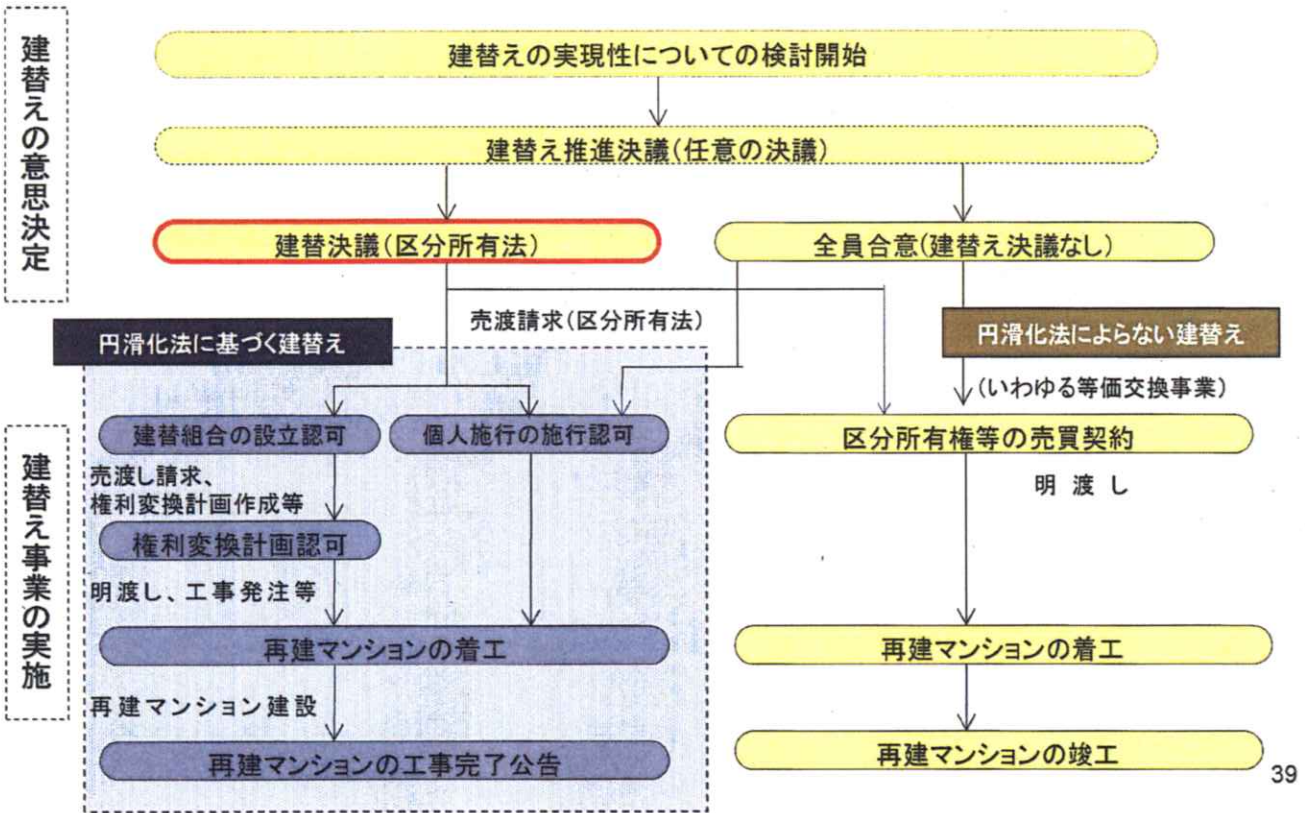 建替えの意思決定
建替えの実現性についての検討開始
建替え推進決議(任意の決議)
建替決議(区分所有法)
全員合意(建替え決議なし)
売渡請求(区分所有法)
円滑化法に基づく建替え
円滑化法によらない建替え
(いわゆる等価交換事業)
建替え事業の実施
建替組合の設立認可
個人施行の施行認可
区分所有権等の売買契約
売渡し請求、
権利変換計画作成等
明 渡 し
権利変換計画認可
明渡し、工事発注等
再建マンションの着工
再建マンションの着工
再建マンション建設
再建マンションの工事完了公告
再建マンションの竣工
39